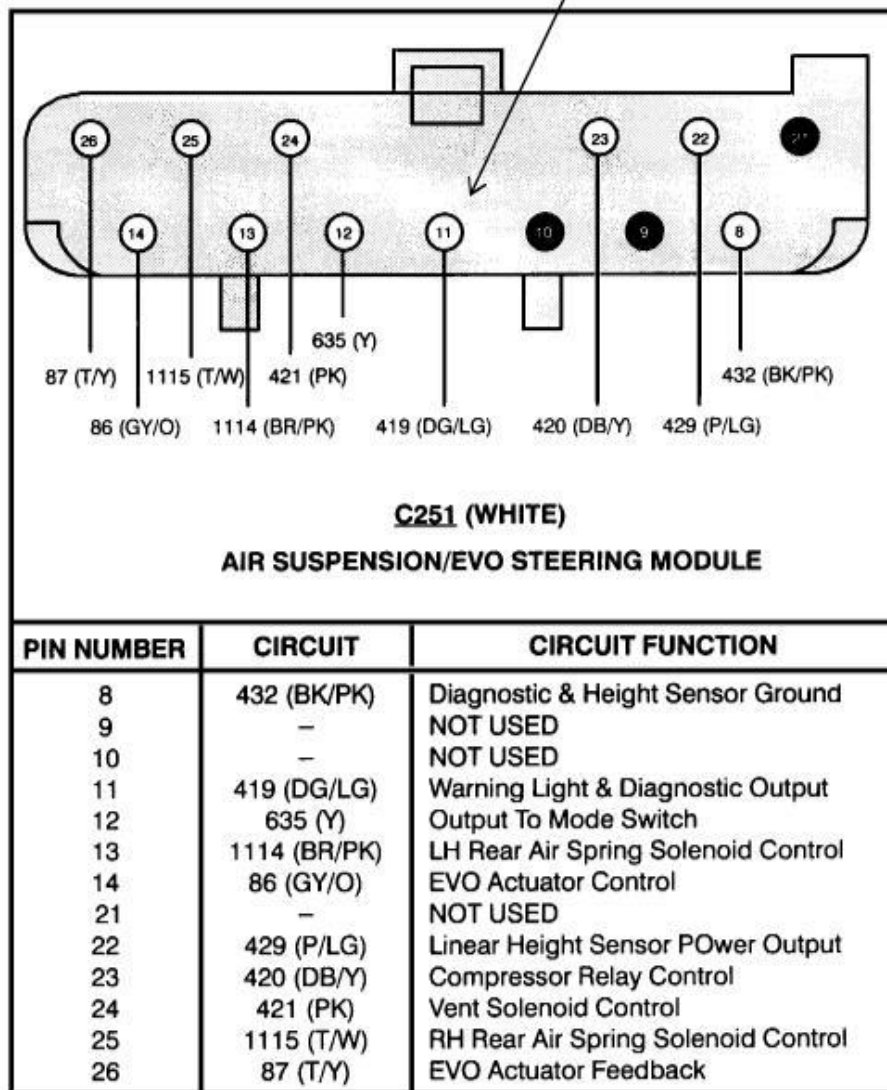 26 25 24 23 22 21
14 13 12 11 10 9 8
635 (Y)
87 (T/Y) 1115 (T/W) 421 (PK) 432 (BK/PK)
86 (GY/O) 1114 (BR/PK) 419 (DG/LG) 420 (DB/Y) 429 (P/LG)
C251 (WHITE)
AIR SUSPENSION/EVO STEERING MODULE
PIN NUMBER CIRCUIT CIRCUIT FUNCTION
8 432 (BK/PK) Diagnostic & Height Sensor Ground
9 – NOT USED
10 – NOT USED
11 419 (DG/LG) Warning Light & Diagnostic Output
12 635 (Y) Output To Mode Switch
13 1114 (BR/PK) LH Rear Air Spring Solenoid Control
14 86 (GY/O) EVO Actuator Control
21 – NOT USED
22 429 (P/LG) Linear Height Sensor POwer Output
23 420 (DB/Y) Compressor Relay Control
24 421 (PK) Vent Solenoid Control
25 1115 (T/W) RH Rear Air Spring Solenoid Control
26 87 (T/Y) EVO Actuator Feedback